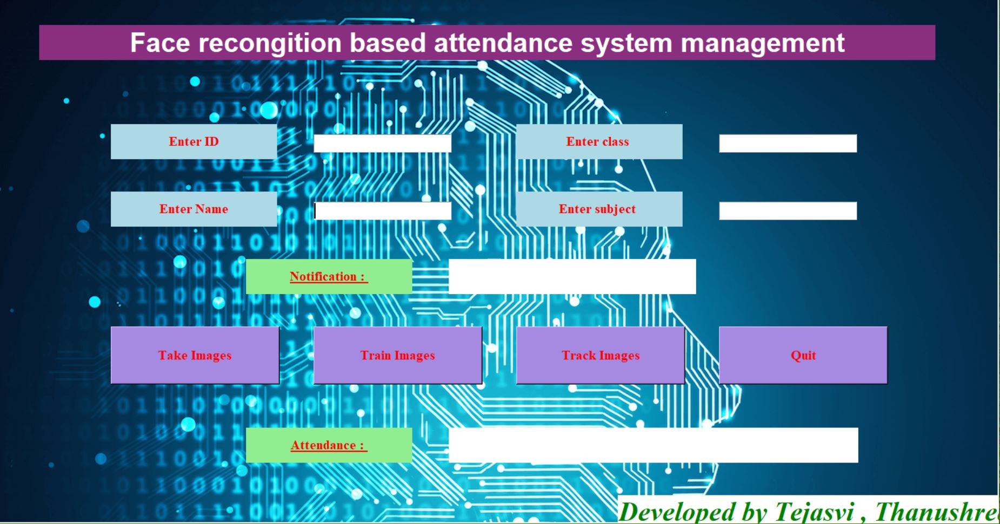 Face recongition based attendance system management
Enter ID
Enter class
Enter Name
Enter subject
Notification :
Take Images
Train Images
Track Images
Quit
Attendance :
Developed by Tejasvi , Thanushre